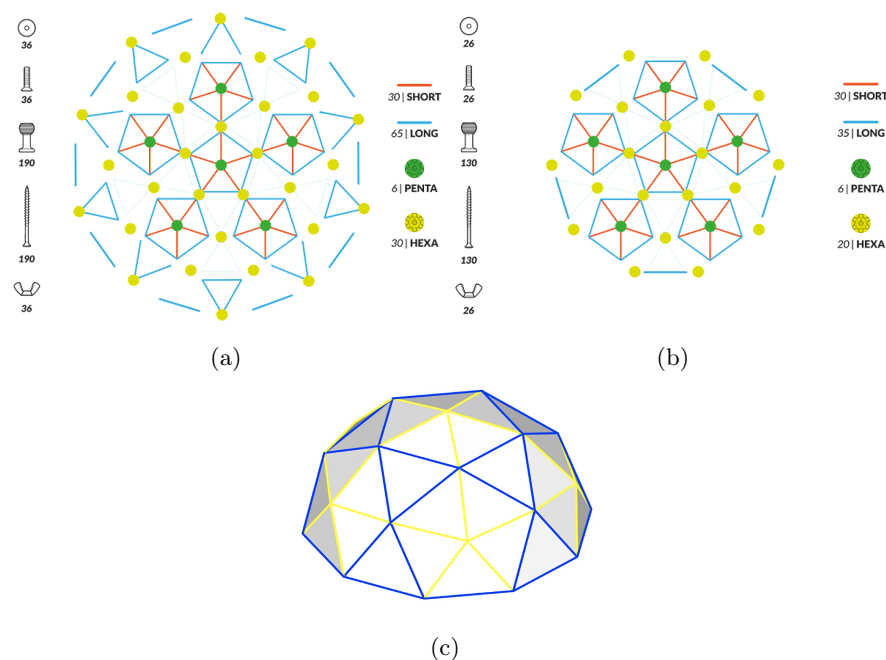 36
36
190
190
36
30 | SHORT
65 | LONG
6 | PENTA
30 | HEXA
26
26
130
130
26
30 | SHORT
35 | LONG
6 | PENTA
20 | HEXA
(a)
(b)
(c)